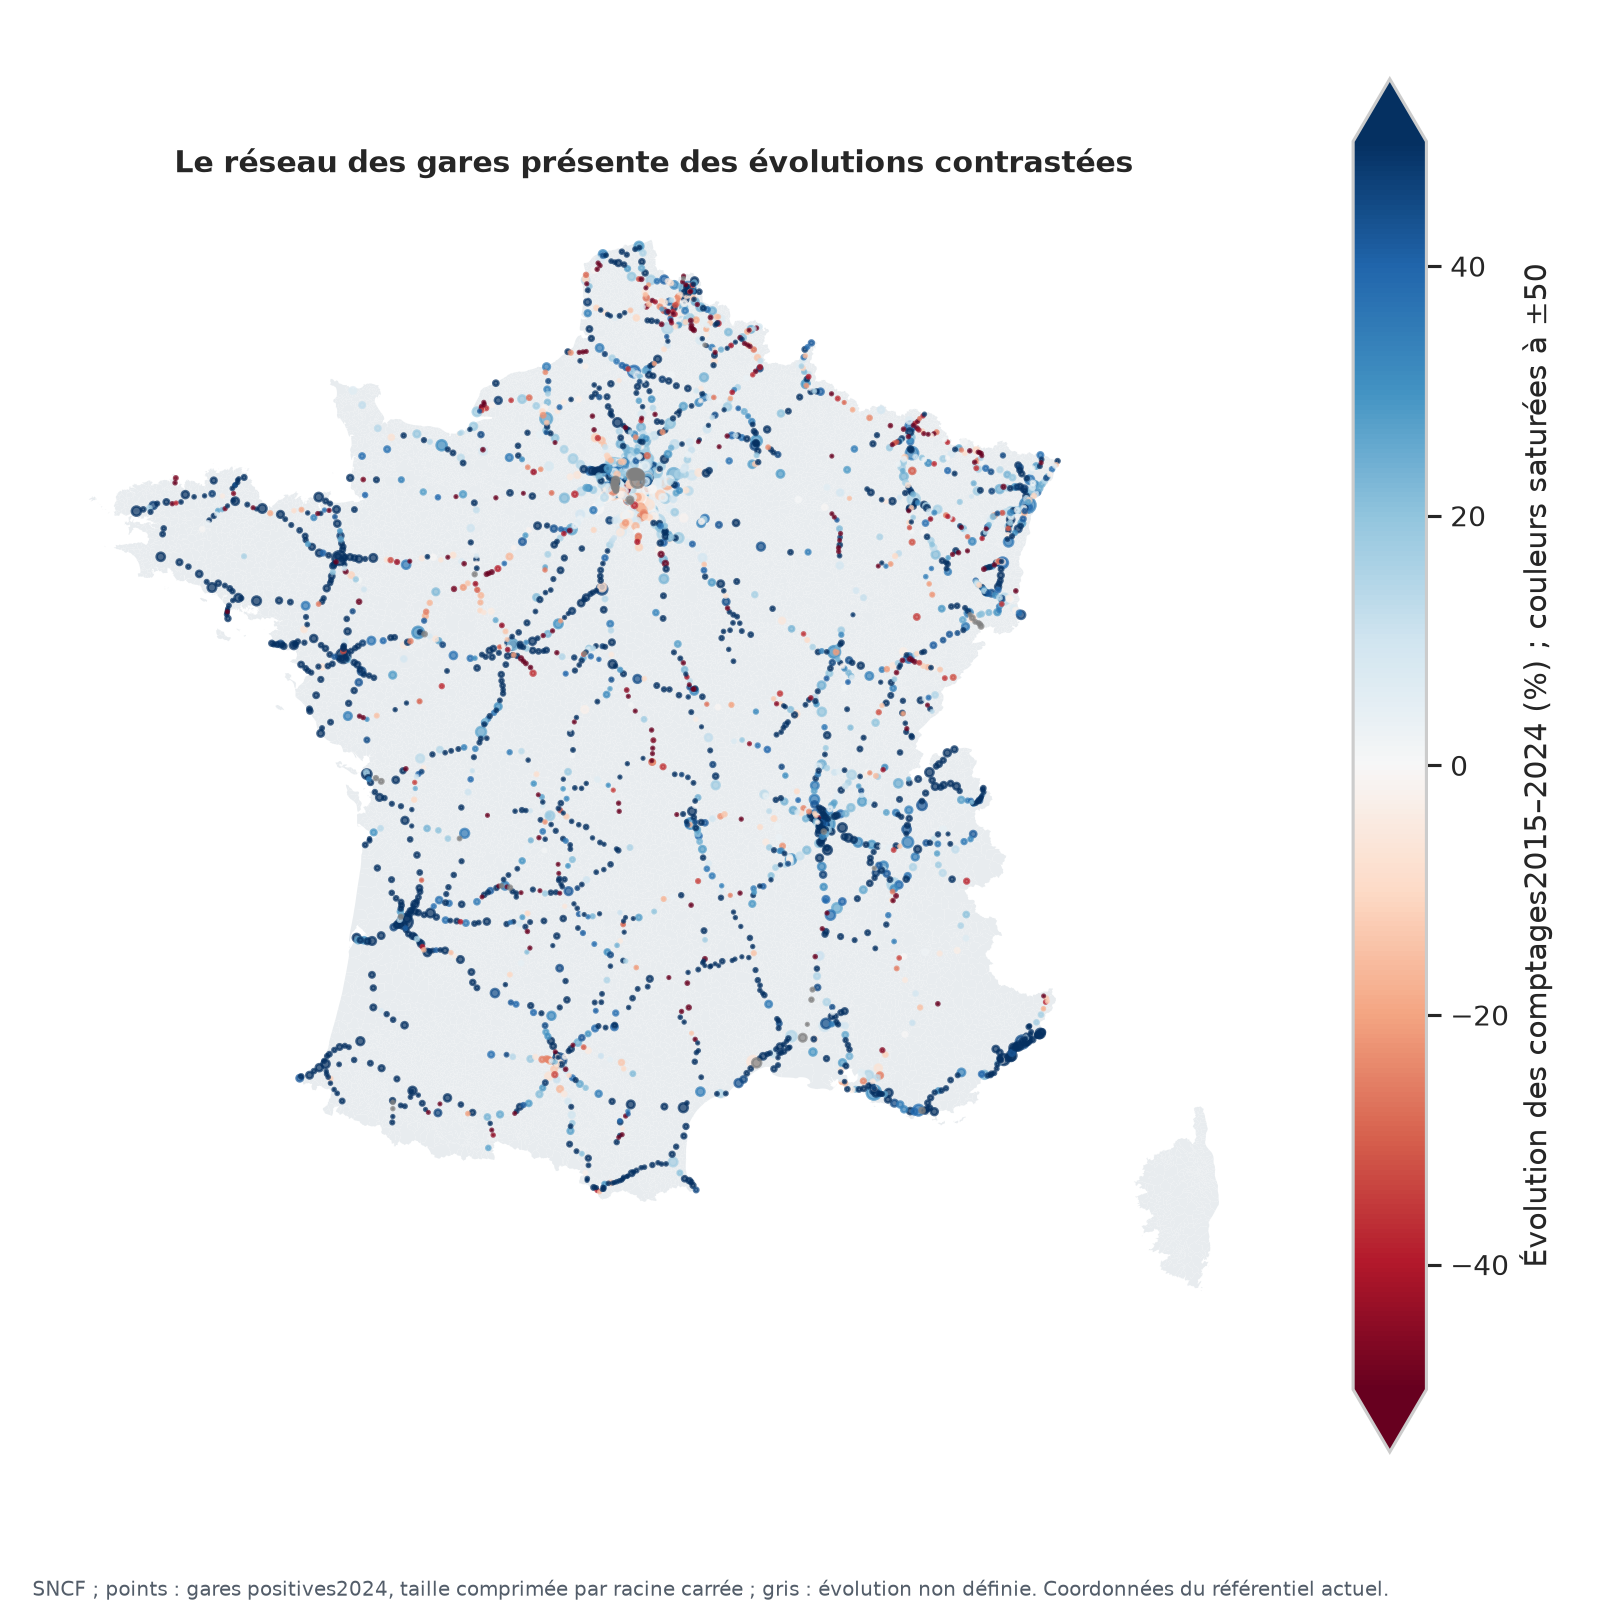 Le réseau des gares présente des évolutions contrastées
40
20
0
−20
−40
Évolution des comptages2015–2024 (%) ; couleurs saturées à ±50
SNCF ; points : gares positives2024, taille comprimée par racine carrée ; gris : évolution non définie. Coordonnées du référentiel actuel.